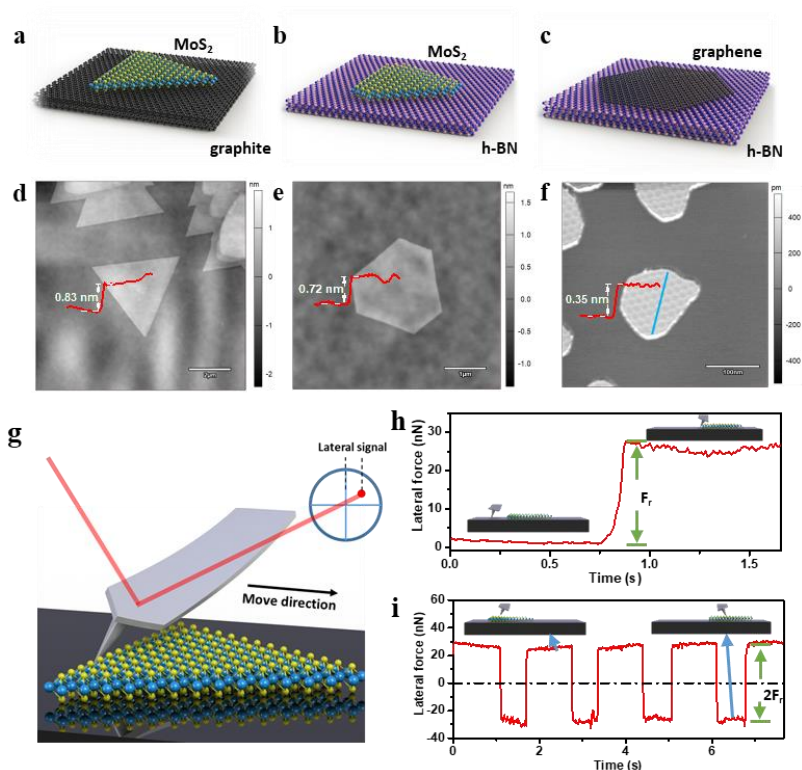 a
MoS2
graphite
b
MoS2
h-BN
c
graphene
h-BN
d
0.83 nm
2μm
nm
1
0
-1
-2
e
0.72 nm
1μm
nm
1.5
1.0
0.5
0.0
-0.5
-1.0
f
0.35 nm
100nm
pm
400
200
0
-200
-400
g
Lateral signal
Move direction
h
Lateral force (nN)
30
20
10
0
Fr
0.0 0.5 1.0 1.5
Time (s)
i
Lateral force (nN)
60
40
20
0
-20
-40
2Fr
0 2 4 6
Time (s)